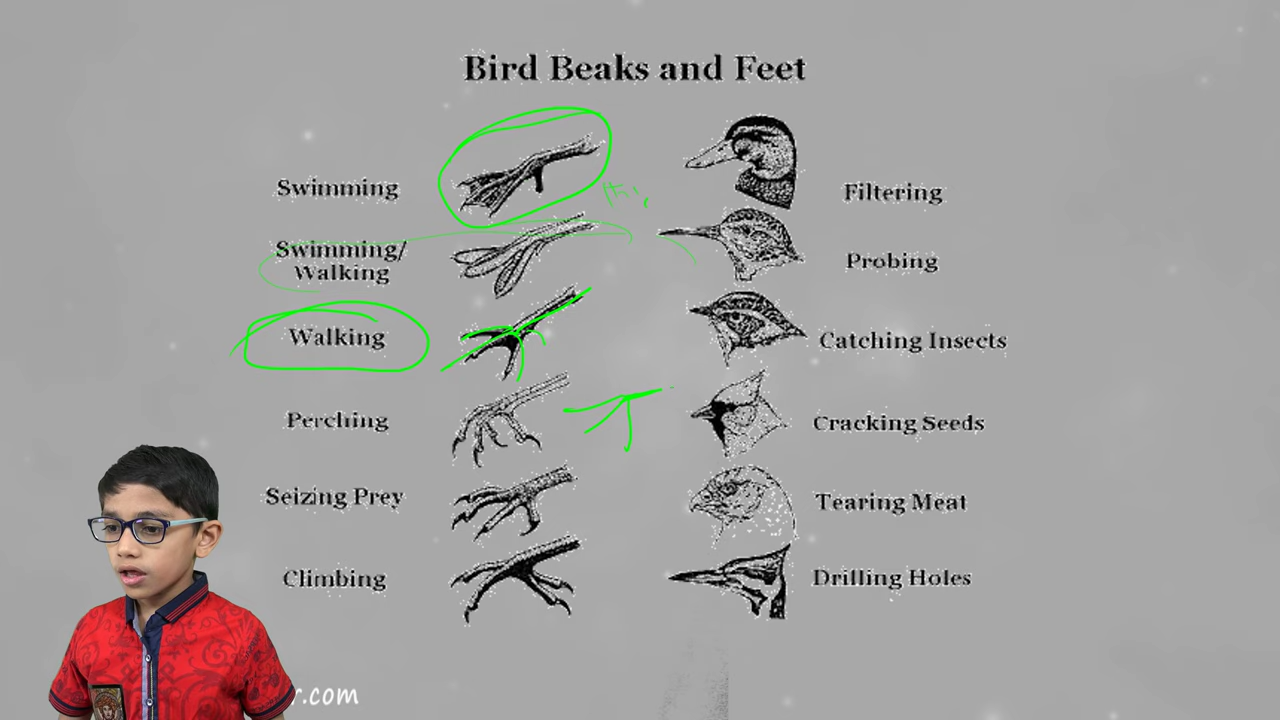 Bird Beaks and Feet
Swimming
Filtering
Swimming/
Walking
Probing
Walking
Catching Insects
Perching
Cracking Seeds
Seizing Prey
Tearing Meat
Climbing
Drilling Holes
r.com